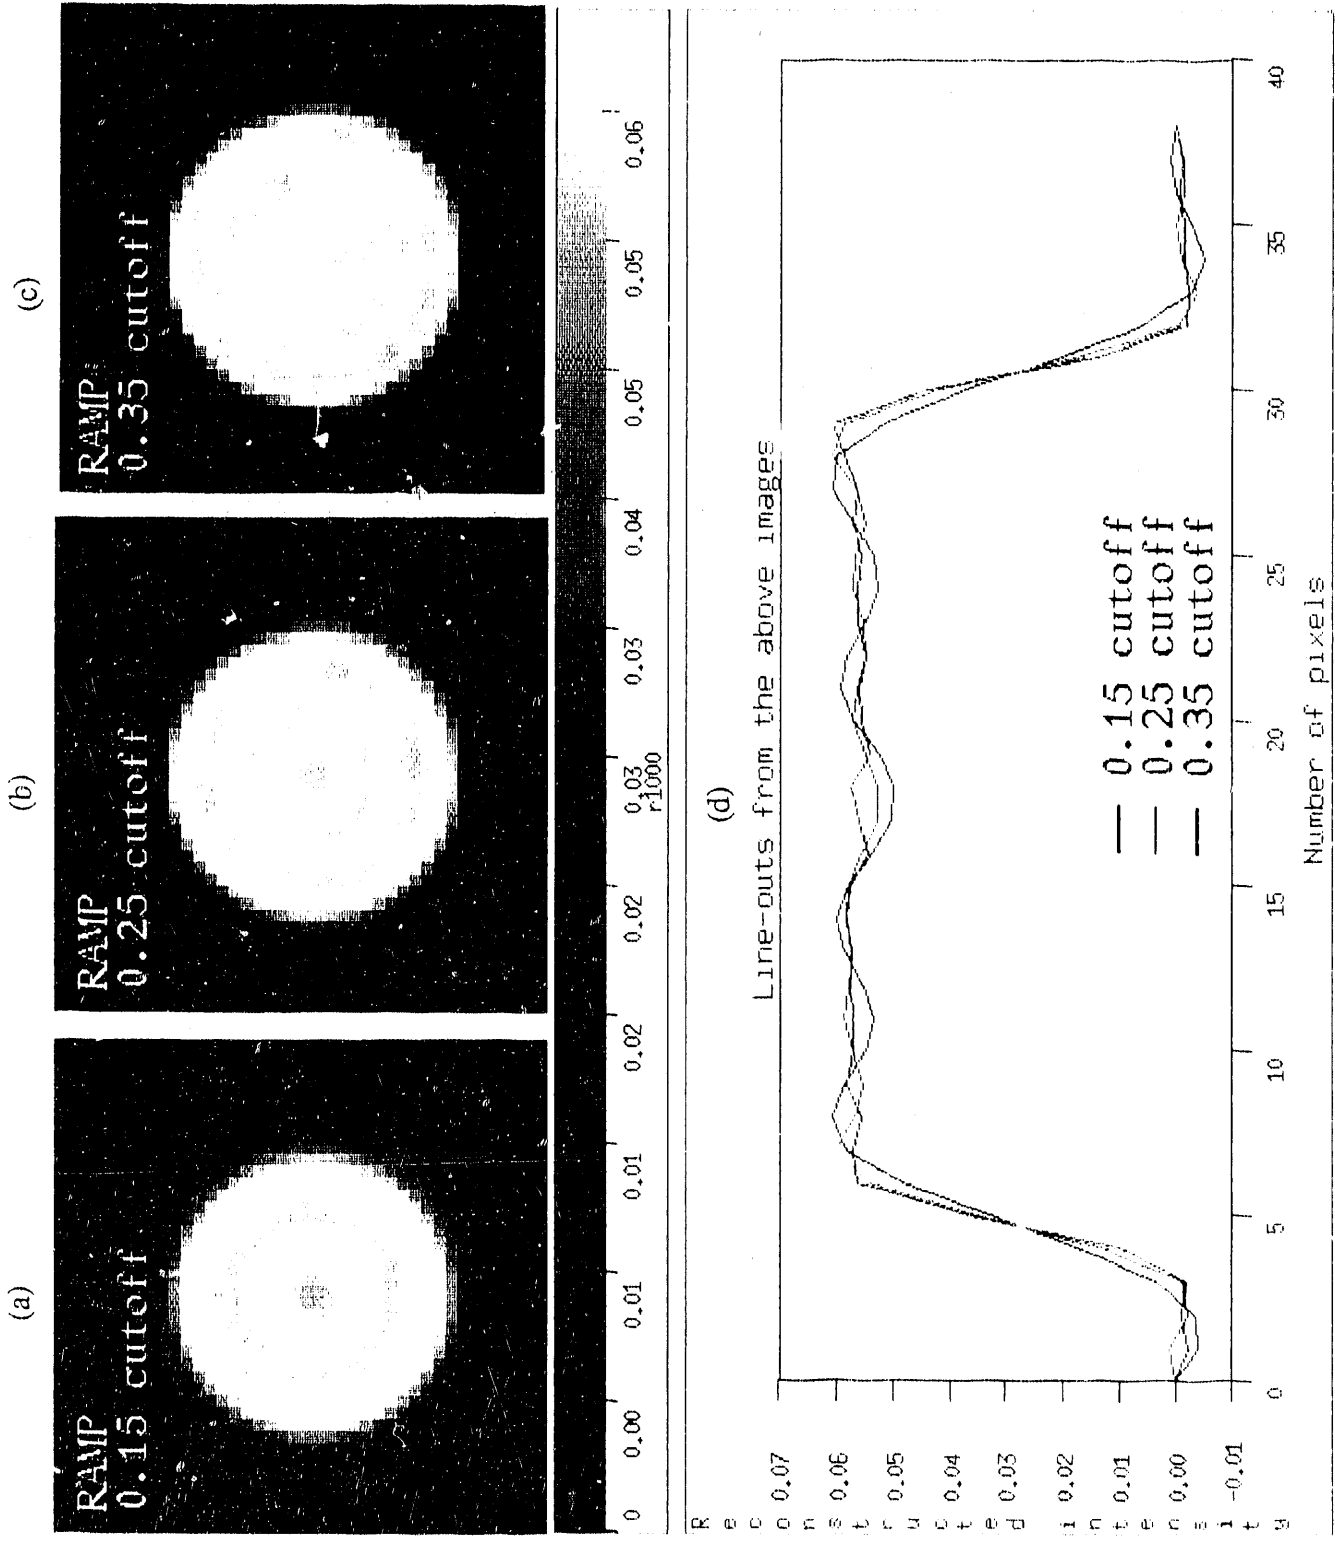 (a)
(b)
(c)
RAMP
0.15 cutoff
RAMP
0.25 cutoff
RAMP
0.35 cutoff
0 0.00 0.01 0.01 0.02 0.02 0.03 0.03 0.04 0.05 0.05 0.06
r1000
(d)
Line-outs from the above images
Reconstructed intensity
0.07
0.06
0.05
0.04
0.03
0.02
0.01
0.00
-0.01
0.15 cutoff
0.25 cutoff
0.35 cutoff
0 5 10 15 20 25 30 35 40
Number of pixels